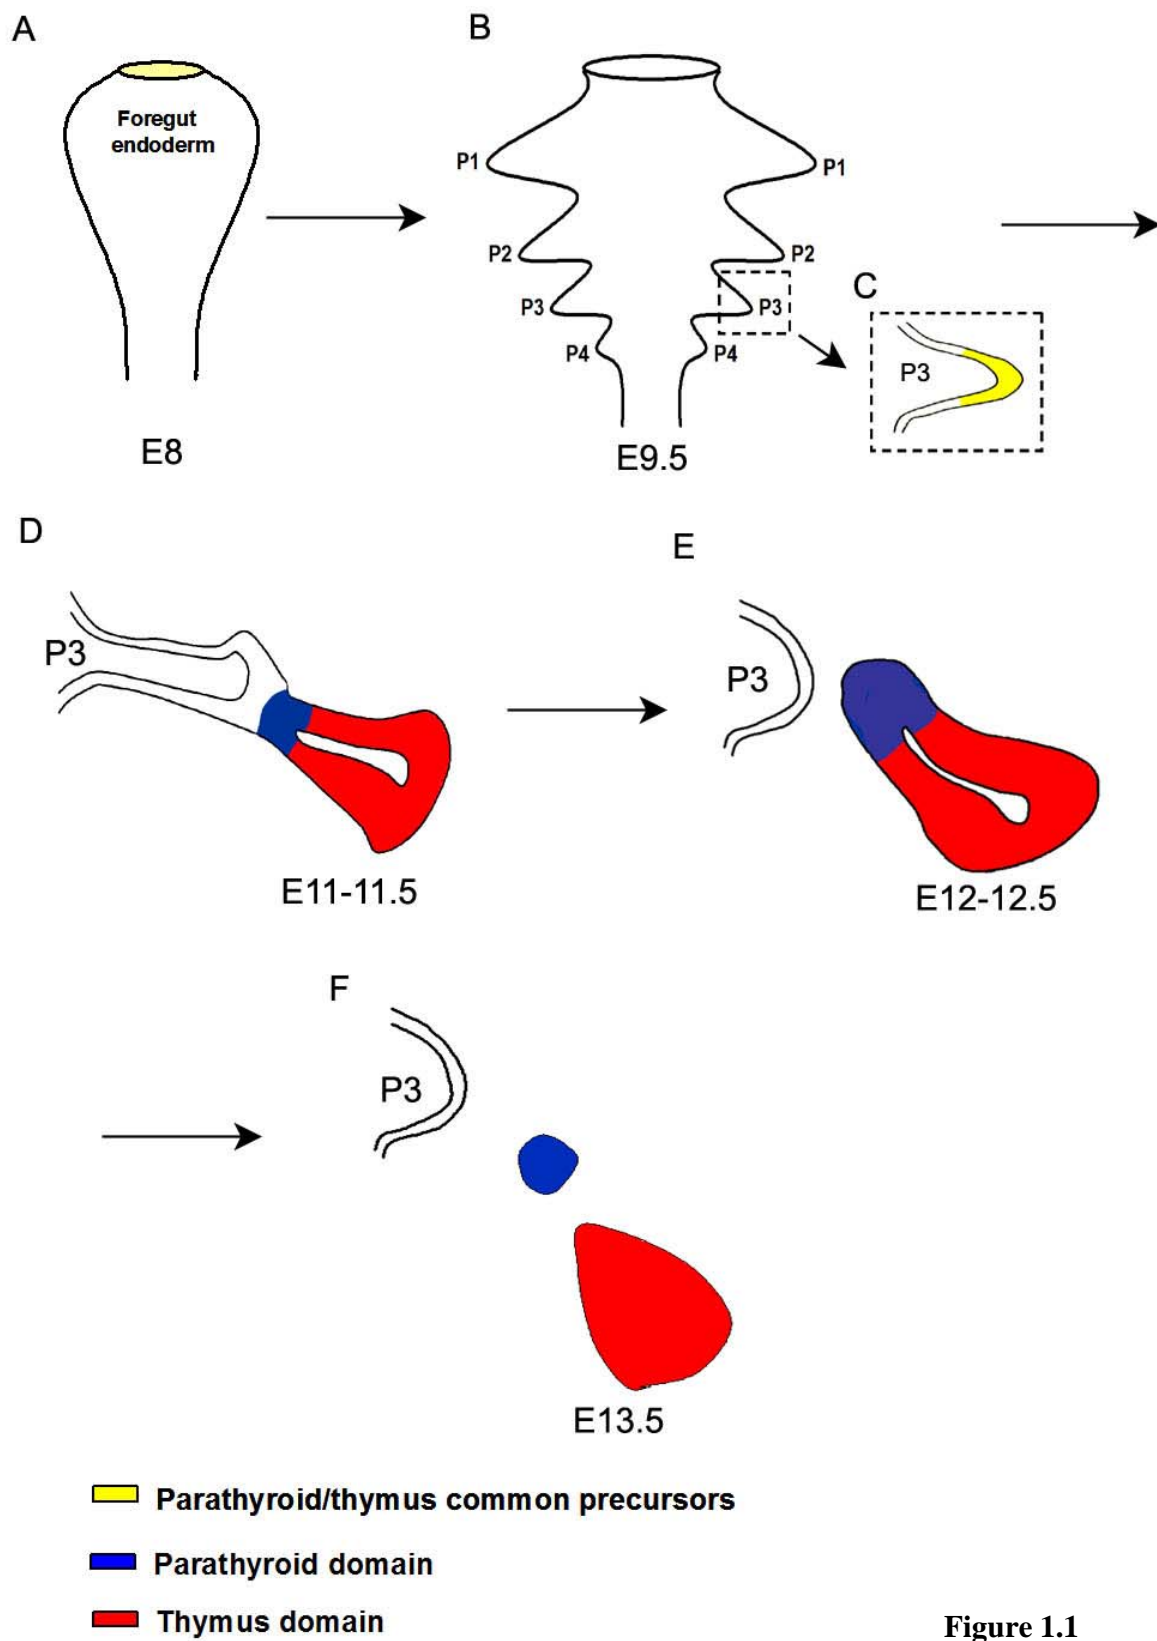 A
B
Foregut
endoderm
P1
P1
P2
P2
P3
P3
P4
P4
C
P3
E8
E9.5
D
E
P3
P3
E11-11.5
E12-12.5
F
P3
E13.5
Parathyroid/thymus common precursors
Parathyroid domain
Thymus domain
Figure 1.1